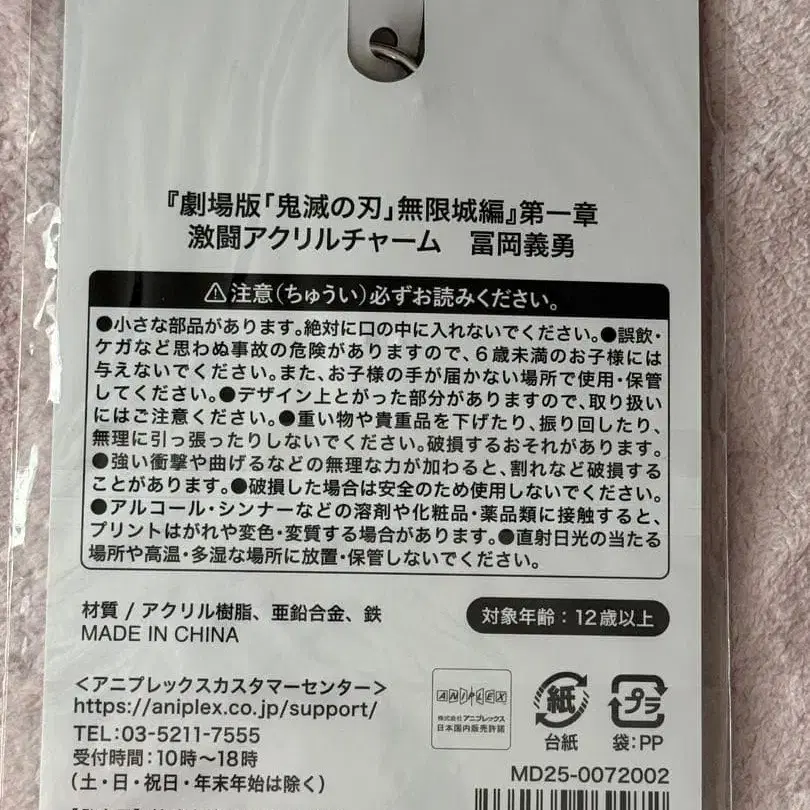 『劇場版「鬼滅の刃」無限城編』第一章
激闘アクリルチャーム　冨岡義勇
⚠注意(ちゅうい)必ずお読みください。
●小さな部品があります。絶対に口の中に入れないでください。●誤飲・
ケガなど思わぬ事故の危険がありますので、6歳未満のお子様には
与えないでください。また、お子様の手が届かない場所で使用・保管
してください。●デザイン上とがった部分がありますので、取り扱い
にはご注意ください。●重い物や貴重品を下げたり、振り回したり、
無理に引っ張ったりしないでください。破損するおそれがあります。
●強い衝撃や曲げるなどの無理な力が加わると、割れなど破損する
ことがあります。●破損した場合は安全のため使用しないでください。
●アルコール・シンナーなどの溶剤や化粧品・薬品類に接触すると、
プリントはがれや変色・変質する場合があります。●直射日光の当たる
場所や高温・多湿な場所に放置・保管しないでください。
材質 / アクリル樹脂、亜鉛合金、鉄
MADE IN CHINA
対象年齢：12歳以上
＜アニプレックスカスタマーセンター＞
https://aniplex.co.jp/support/
TEL:03-5211-7555
受付時間：10時〜18時
(土・日・祝日・年末年始は除く)
ANIPLEX
株式会社アニプレックス
日本国内販売許諾
紙
台紙
プラ
袋：PP
MD25-0072002